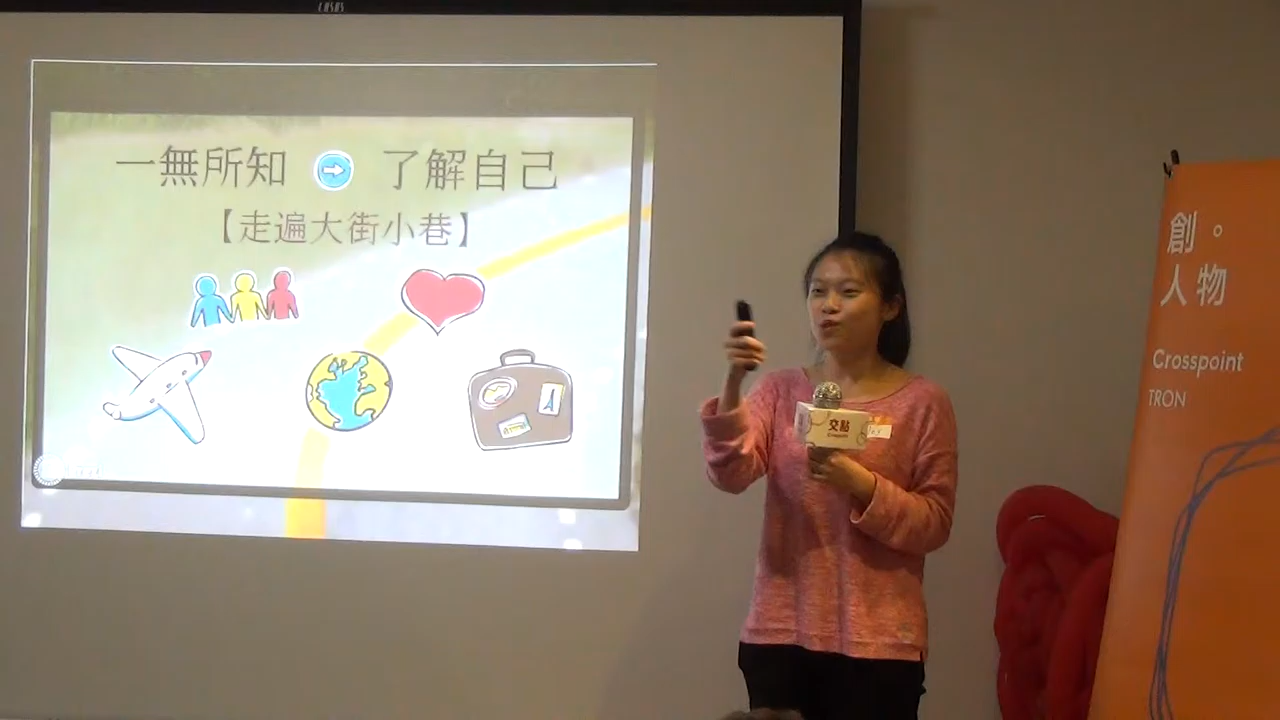 一無所知 了解自己
【走遍大街小巷】
交點
創。
人物
Crosspoint
TRON